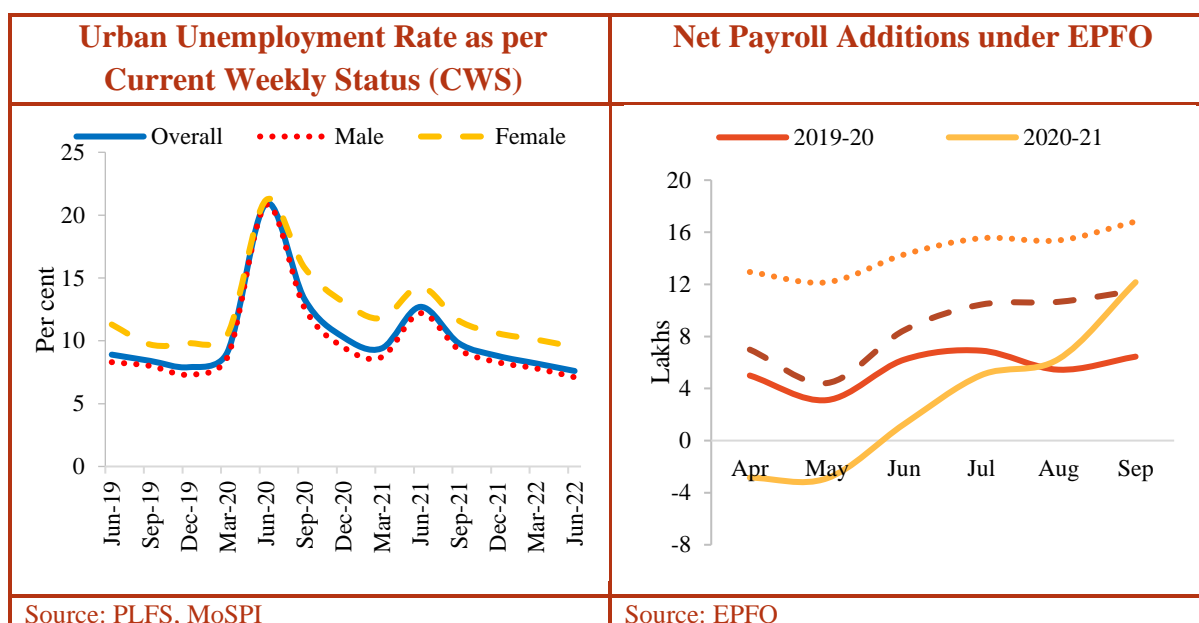 Urban Unemployment Rate as per
Current Weekly Status (CWS)
Net Payroll Additions under EPFO
Overall
Male
Female
Per cent
25
20
15
10
5
0
Jun-19
Sep-19
Dec-19
Mar-20
Jun-20
Sep-20
Dec-20
Mar-21
Jun-21
Sep-21
Dec-21
Mar-22
Jun-22
2019-20
2020-21
Lakhs
20
16
12
8
4
0
-4
-8
Apr
May
Jun
Jul
Aug
Sep
Source: PLFS, MoSPI
Source: EPFO